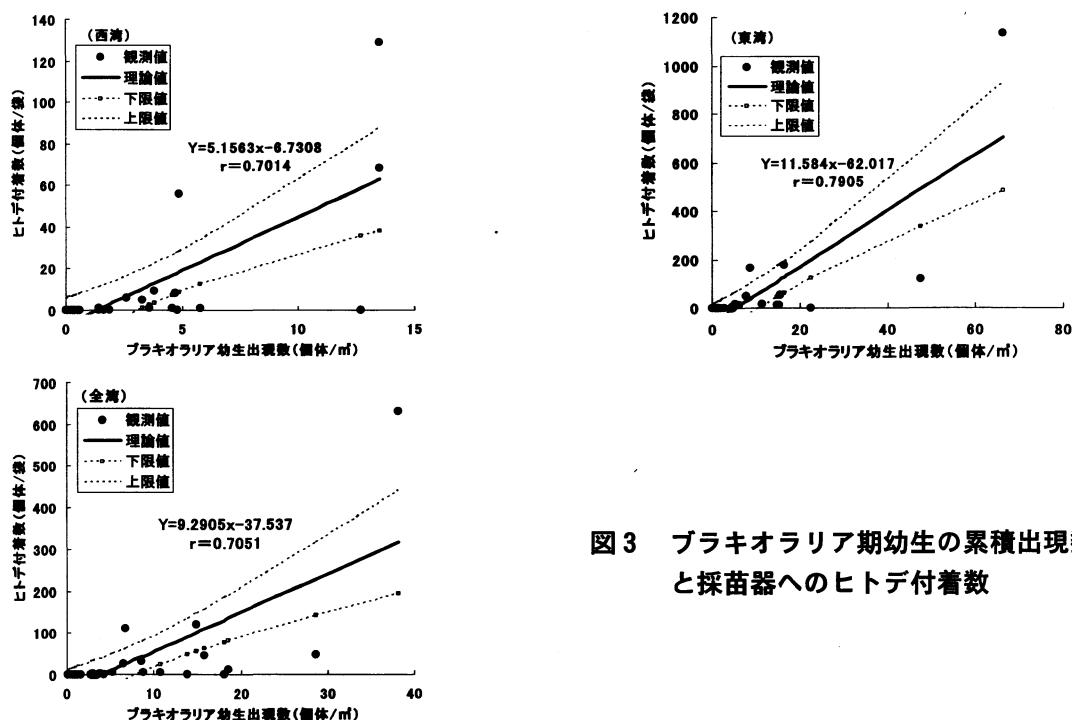 (西湾)
観測値
理論値
下限値
上限値
Y=5.1563x−6.7308
r=0.7014
ヒトデ付着数(個体/袋)
140
120
100
80
60
40
20
0
0 5 10 15
ブラキオラリア幼生出現数(個体/㎡)
(東湾)
観測値
理論値
下限値
上限値
Y=11.584x−62.017
r=0.7905
ヒトデ付着数(個体/袋)
1200
1000
800
600
400
200
0
0 20 40 60 80
ブラキオラリア幼生出現数(個体/㎡)
(全湾)
観測値
理論値
下限値
上限値
Y=9.2905x−37.537
r=0.7051
ヒトデ付着数(個体/袋)
700
600
500
400
300
200
100
0
0 10 20 30 40
ブラキオラリア幼生出現数(個体/㎡)
図3 ブラキオラリア期幼生の累積出現
と採苗器へのヒトデ付着数